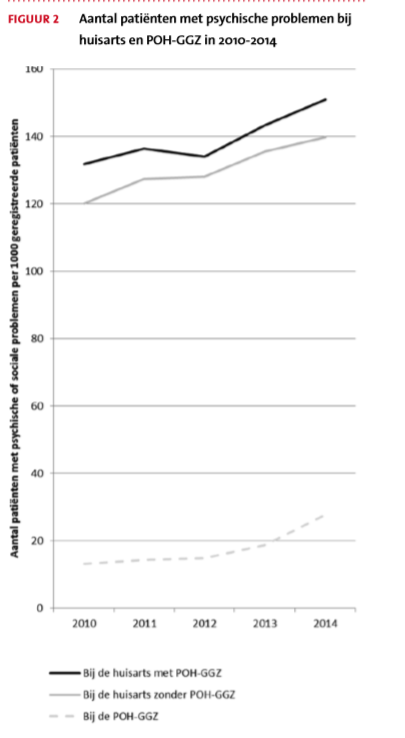 FIGUUR 2 Aantal patiënten met psychische problemen bij
huisarts en POH-GGZ in 2010-2014
Aantal patiënten met psychische of sociale problemen per 1000 geregistreerde patiënten
160
140
120
100
80
60
40
20
0
2010 2011 2012 2013 2014
Bij de huisarts met POH-GGZ
Bij de huisarts zonder POH-GGZ
Bij de POH-GGZ